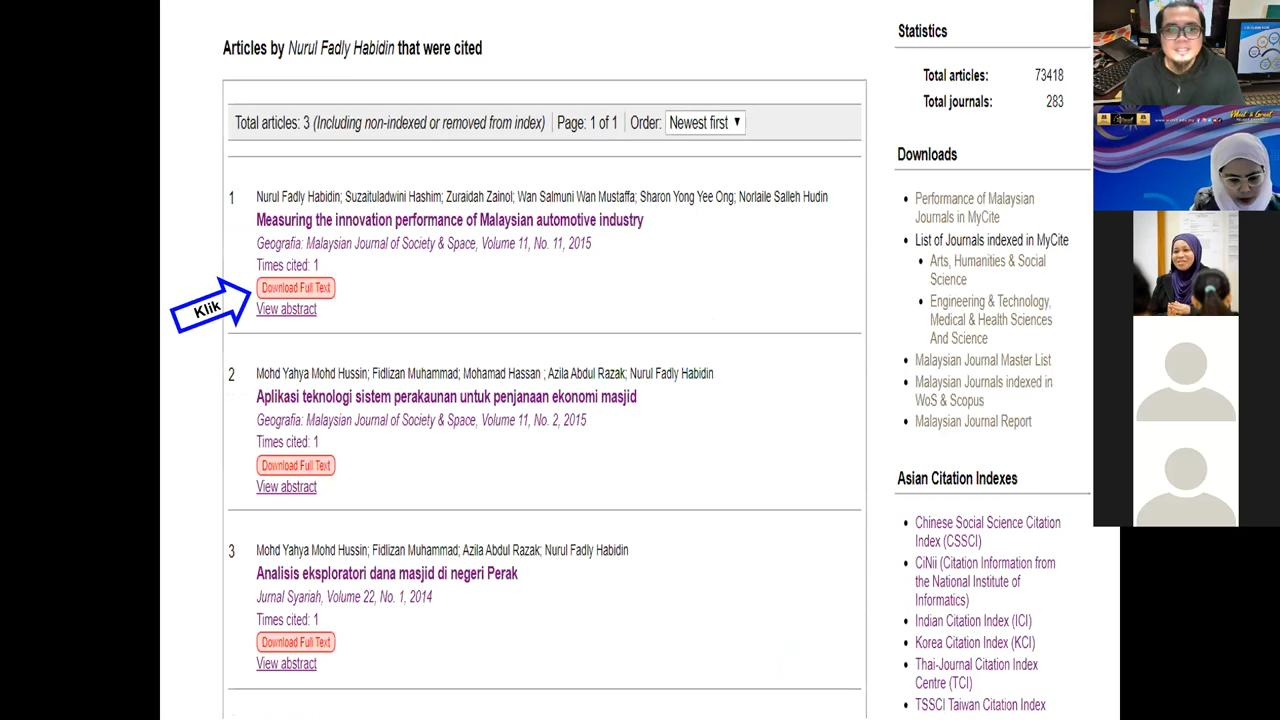 Articles by Nurul Fadly Habidin that were cited
Total articles: 3 (Including non-indexed or removed from index)
Page: 1 of 1
Order:
Newest first
1
Nurul Fadly Habidin; Suzaituladwini Hashim; Zuraidah Zainol; Wan Salmuni Wan Mustaffa; Sharon Yong Yee Ong; Norlaile Salleh Hudin
Measuring the innovation performance of Malaysian automotive industry
Geografia: Malaysian Journal of Society & Space, Volume 11, No. 11, 2015
Times cited: 1
Klik
Download Full Text
View abstract
2
Mohd Yahya Mohd Hussin; Fidlizan Muhammad; Mohamad Hassan ; Azila Abdul Razak; Nurul Fadly Habidin
Aplikasi teknologi sistem perakaunan untuk penjanaan ekonomi masjid
Geografia: Malaysian Journal of Society & Space, Volume 11, No. 2, 2015
Times cited: 1
Download Full Text
View abstract
3
Mohd Yahya Mohd Hussin; Fidlizan Muhammad; Azila Abdul Razak; Nurul Fadly Habidin
Analisis eksploratori dana masjid di negeri Perak
Jurnal Syariah, Volume 22, No. 1, 2014
Times cited: 1
Download Full Text
View abstract
Statistics
Total articles: 73418
Total journals: 283
Downloads
Performance of Malaysian
Journals in MyCite
List of Journals indexed in MyCite
Arts, Humanities & Social
Science
Engineering & Technology,
Medical & Health Sciences
And Science
Malaysian Journal Master List
Malaysian Journals indexed in
WoS & Scopus
Malaysian Journal Report
Asian Citation Indexes
Chinese Social Science Citation
Index (CSSCI)
CiNii (Citation Information from
the National Institute of
Informatics)
Indian Citation Index (ICI)
Korea Citation Index (KCI)
Thai-Journal Citation Index
Centre (TCI)
TSSCI Taiwan Citation Index